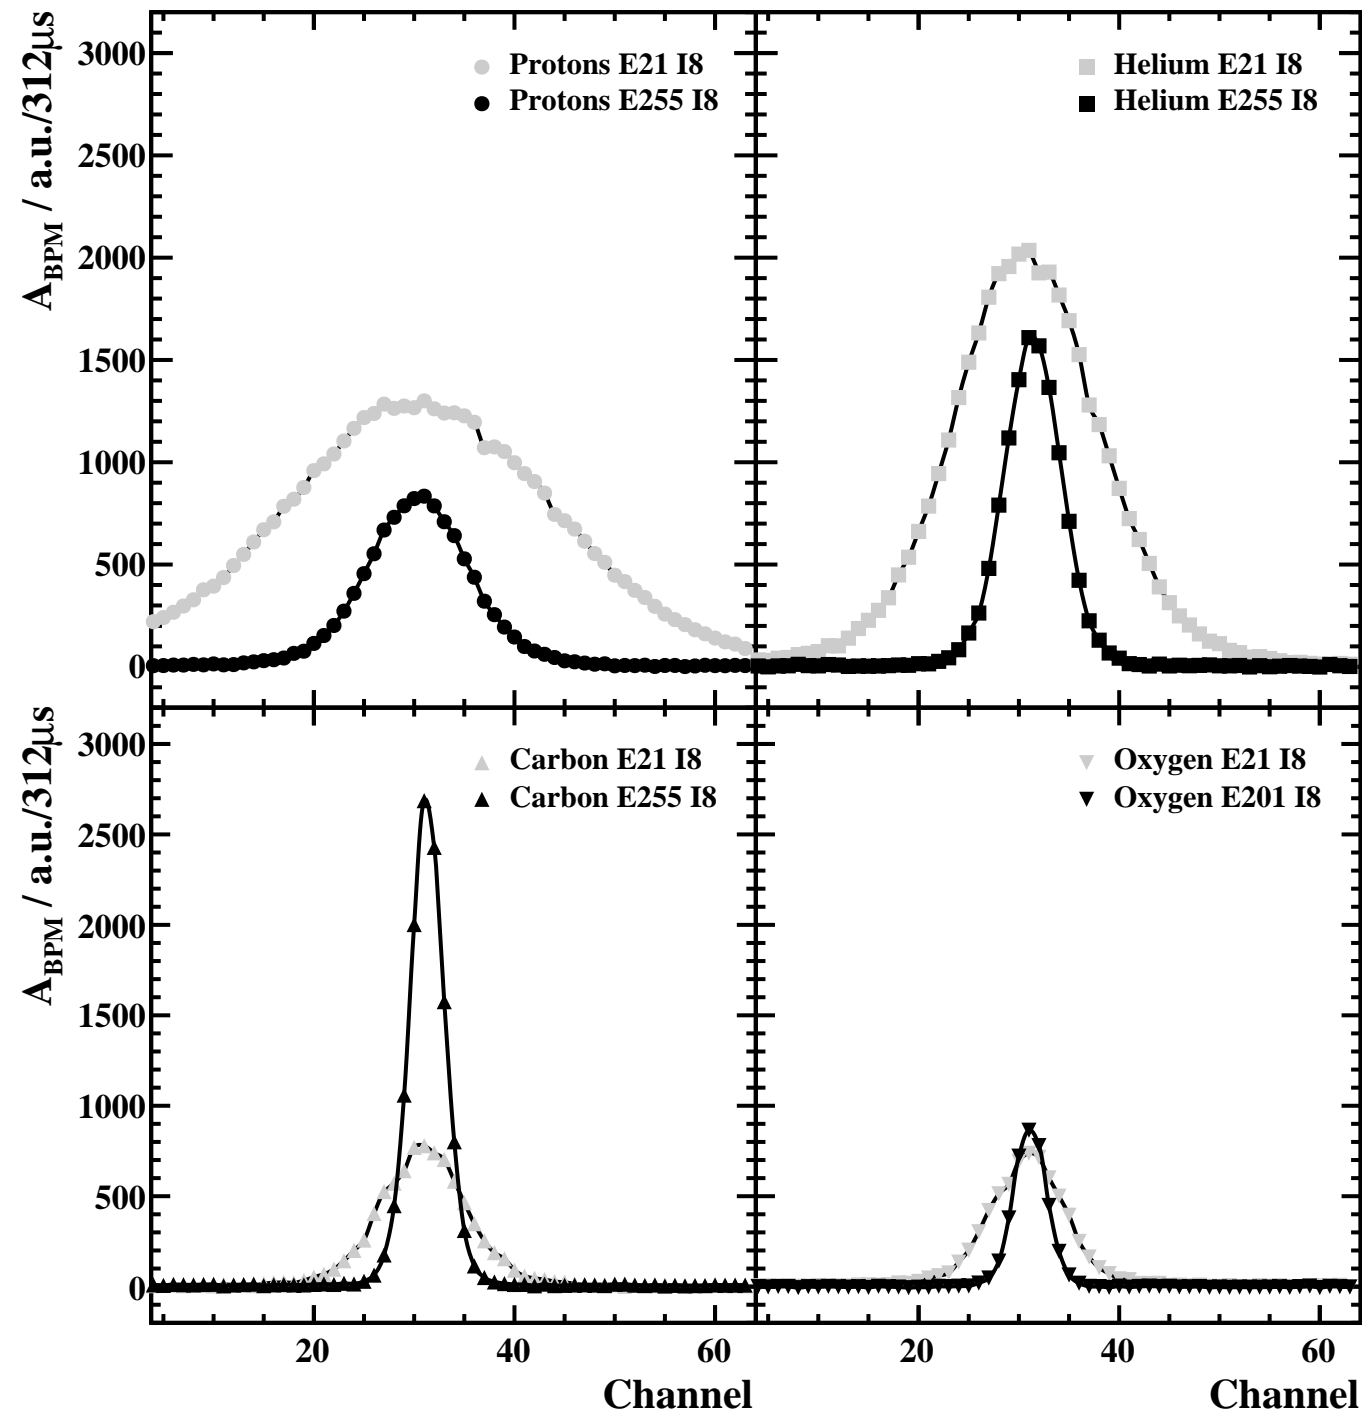 A_BPM / a.u./312μs
3000
2500
2000
1500
1000
500
0
Protons E21 I8
Protons E255 I8
Helium E21 I8
Helium E255 I8
A_BPM / a.u./312μs
3000
2500
2000
1500
1000
500
0
Carbon E21 I8
Carbon E255 I8
Oxygen E21 I8
Oxygen E201 I8
20 40 60
20 40 60
Channel
Channel